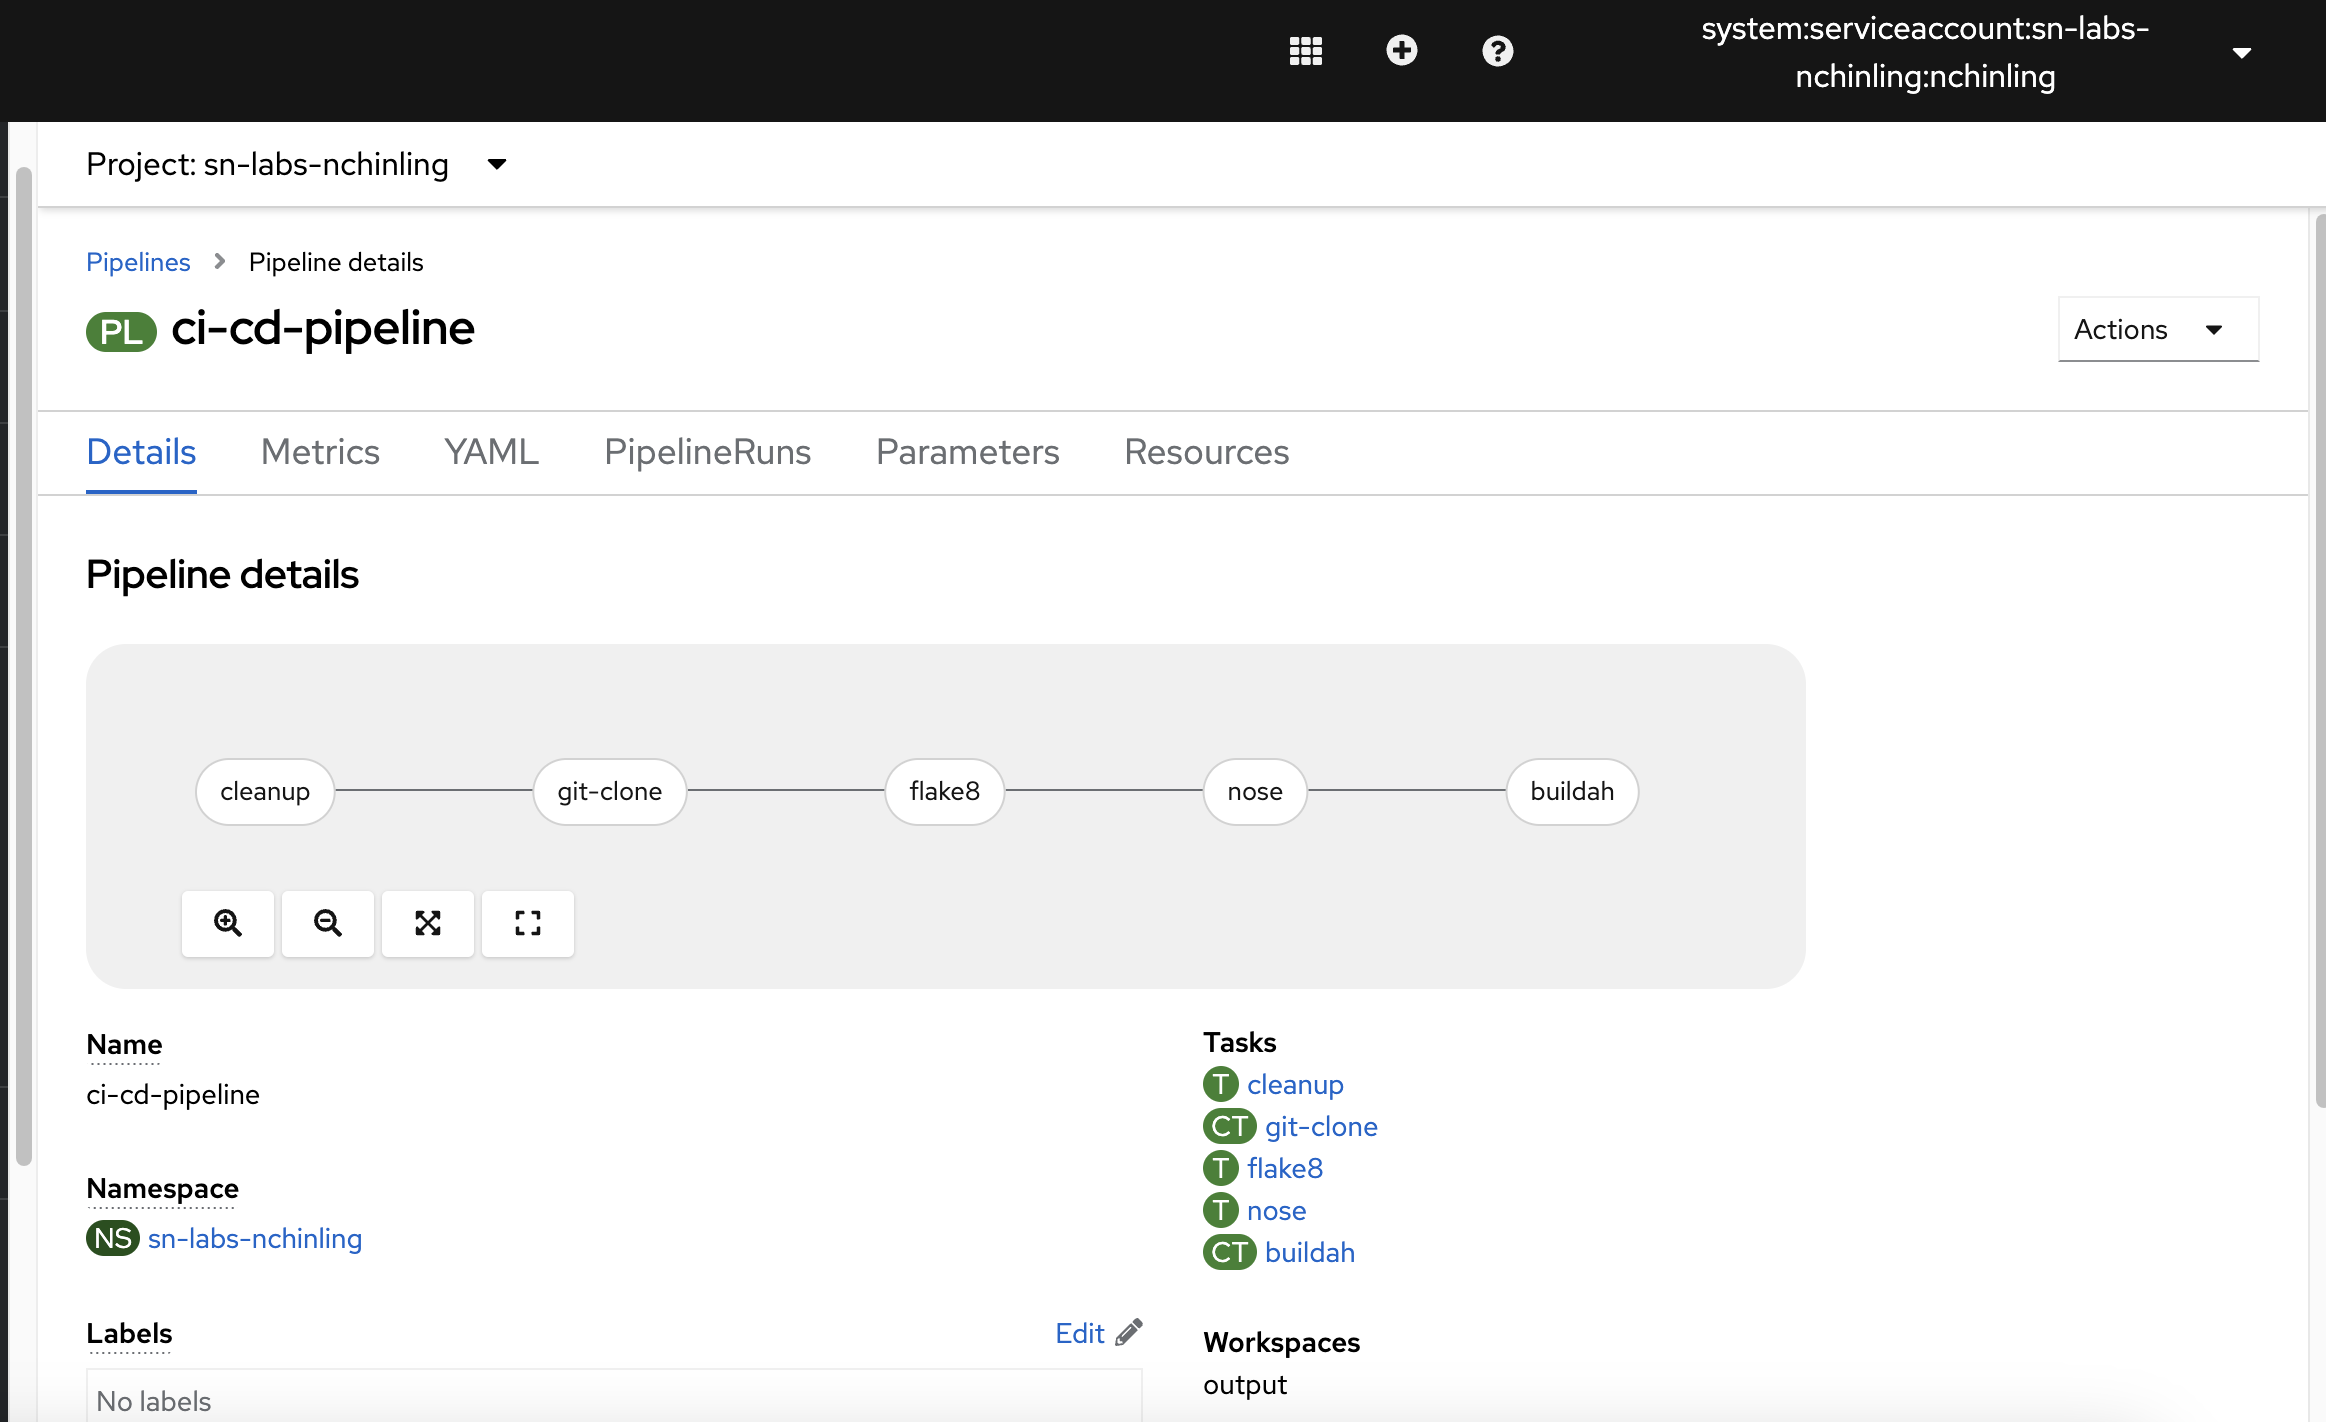 system:serviceaccount:sn-labs-
nchinling:nchinling
Project: sn-labs-nchinling
Pipelines > Pipeline details
PL ci-cd-pipeline
Actions
Details Metrics YAML PipelineRuns Parameters Resources
Pipeline details
cleanup git-clone flake8 nose buildah
Name
ci-cd-pipeline
Namespace
NS sn-labs-nchinling
Labels
Edit
No labels
Tasks
T cleanup
CT git-clone
T flake8
T nose
CT buildah
Workspaces
output